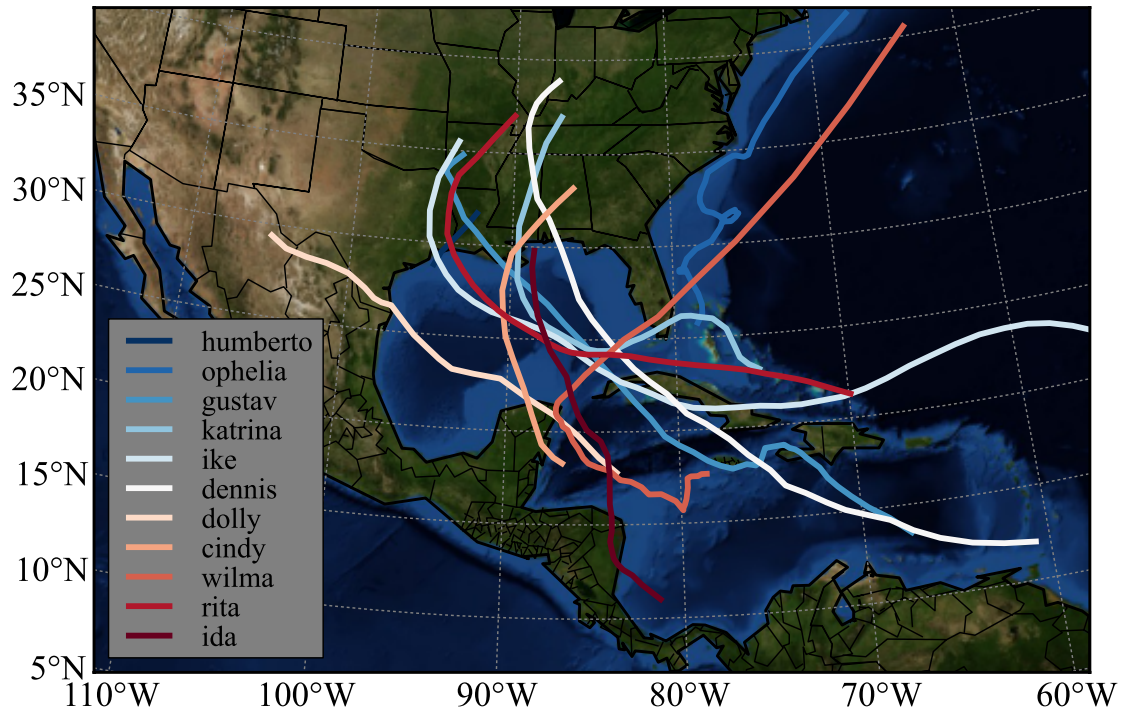 35°N
30°N
25°N
20°N
15°N
10°N
5°N
humberto
ophelia
gustav
katrina
ike
dennis
dolly
cindy
wilma
rita
ida
110°W 100°W 90°W 80°W 70°W 60°W